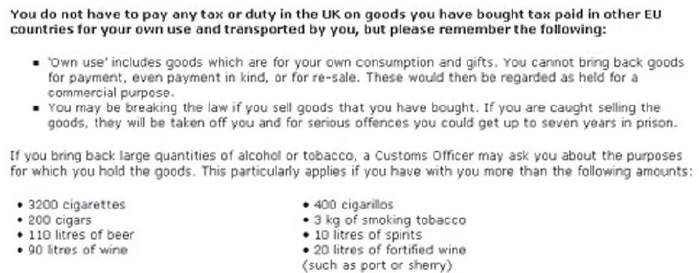 You do not have to pay any tax or duty in the UK on goods you have bought tax paid in other EU
countries for your own use and transported by you, but please remember the following:
▪ 'Own use' includes goods which are for your own consumption and gifts. You cannot bring back goods
for payment, even payment in kind, or for re-sale. These would then be regarded as held for a
commercial purpose.
▪ You may be breaking the law if you sell goods that you have bought. If you are caught selling the
goods, they will be taken off you and for serious offences you could get up to seven years in prison.
If you bring back large quantities of alcohol or tobacco, a Customs Officer may ask you about the purposes
for which you hold the goods. This particularly applies if you have with you more than the following amounts:
• 3200 cigarettes
• 200 cigars
• 110 litres of beer
• 90 litres of wine
• 400 cigarillos
• 3 kg of smoking tobacco
• 10 litres of spirits
• 20 litres of fortified wine
(such as port or sherry)